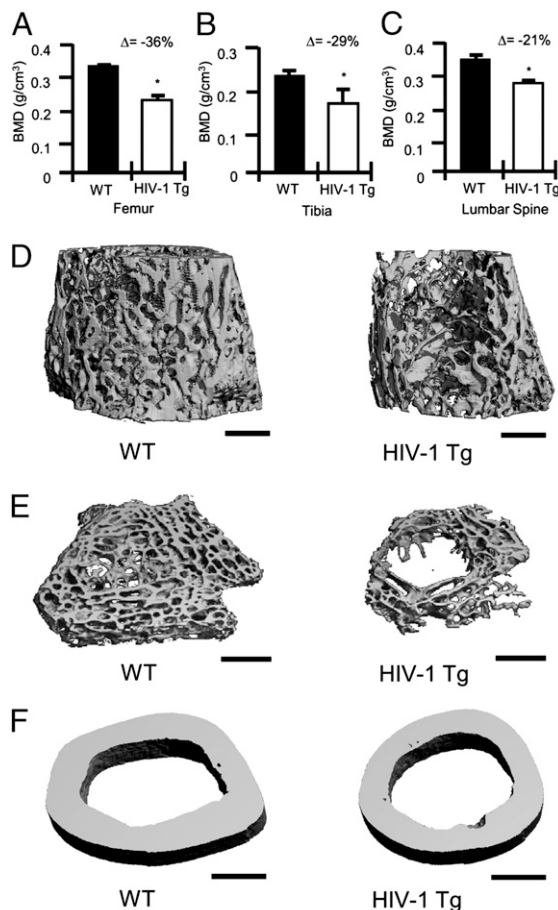 A
Δ= -36%
BMD (g/cm³)
0.4
0.3
0.2
0.1
0
*
WT
HIV-1 Tg
Femur
B
Δ= -29%
BMD (g/cm³)
0.4
0.3
0.2
0.1
0
*
WT
HIV-1 Tg
Tibia
C
Δ= -21%
BMD (g/cm³)
0.4
0.3
0.2
0.1
0
*
WT
HIV-1 Tg
Lumbar Spine
D
WT
HIV-1 Tg
E
WT
HIV-1 Tg
F
WT
HIV-1 Tg